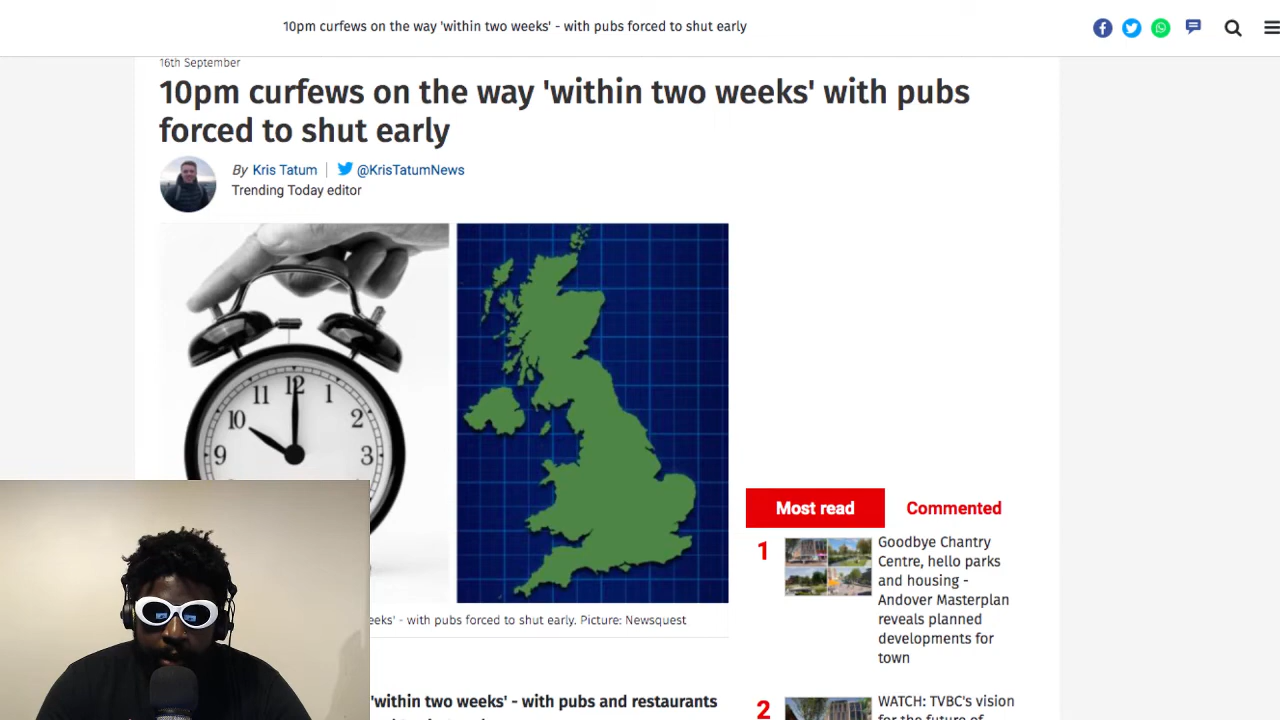 10pm curfews on the way 'within two weeks' - with pubs forced to shut early
16th September
10pm curfews on the way 'within two weeks' with pubs
forced to shut early
By Kris Tatum | @KrisTatumNews
Trending Today editor
11 12 1
10 2
9 3
eeks' - with pubs forced to shut early. Picture: Newsquest
'within two weeks' - with pubs and restaurants
Most read Commented
1 Goodbye Chantry
Centre, hello parks
and housing -
Andover Masterplan
reveals planned
developments for
town
2 WATCH: TVBC's vision
for the future of